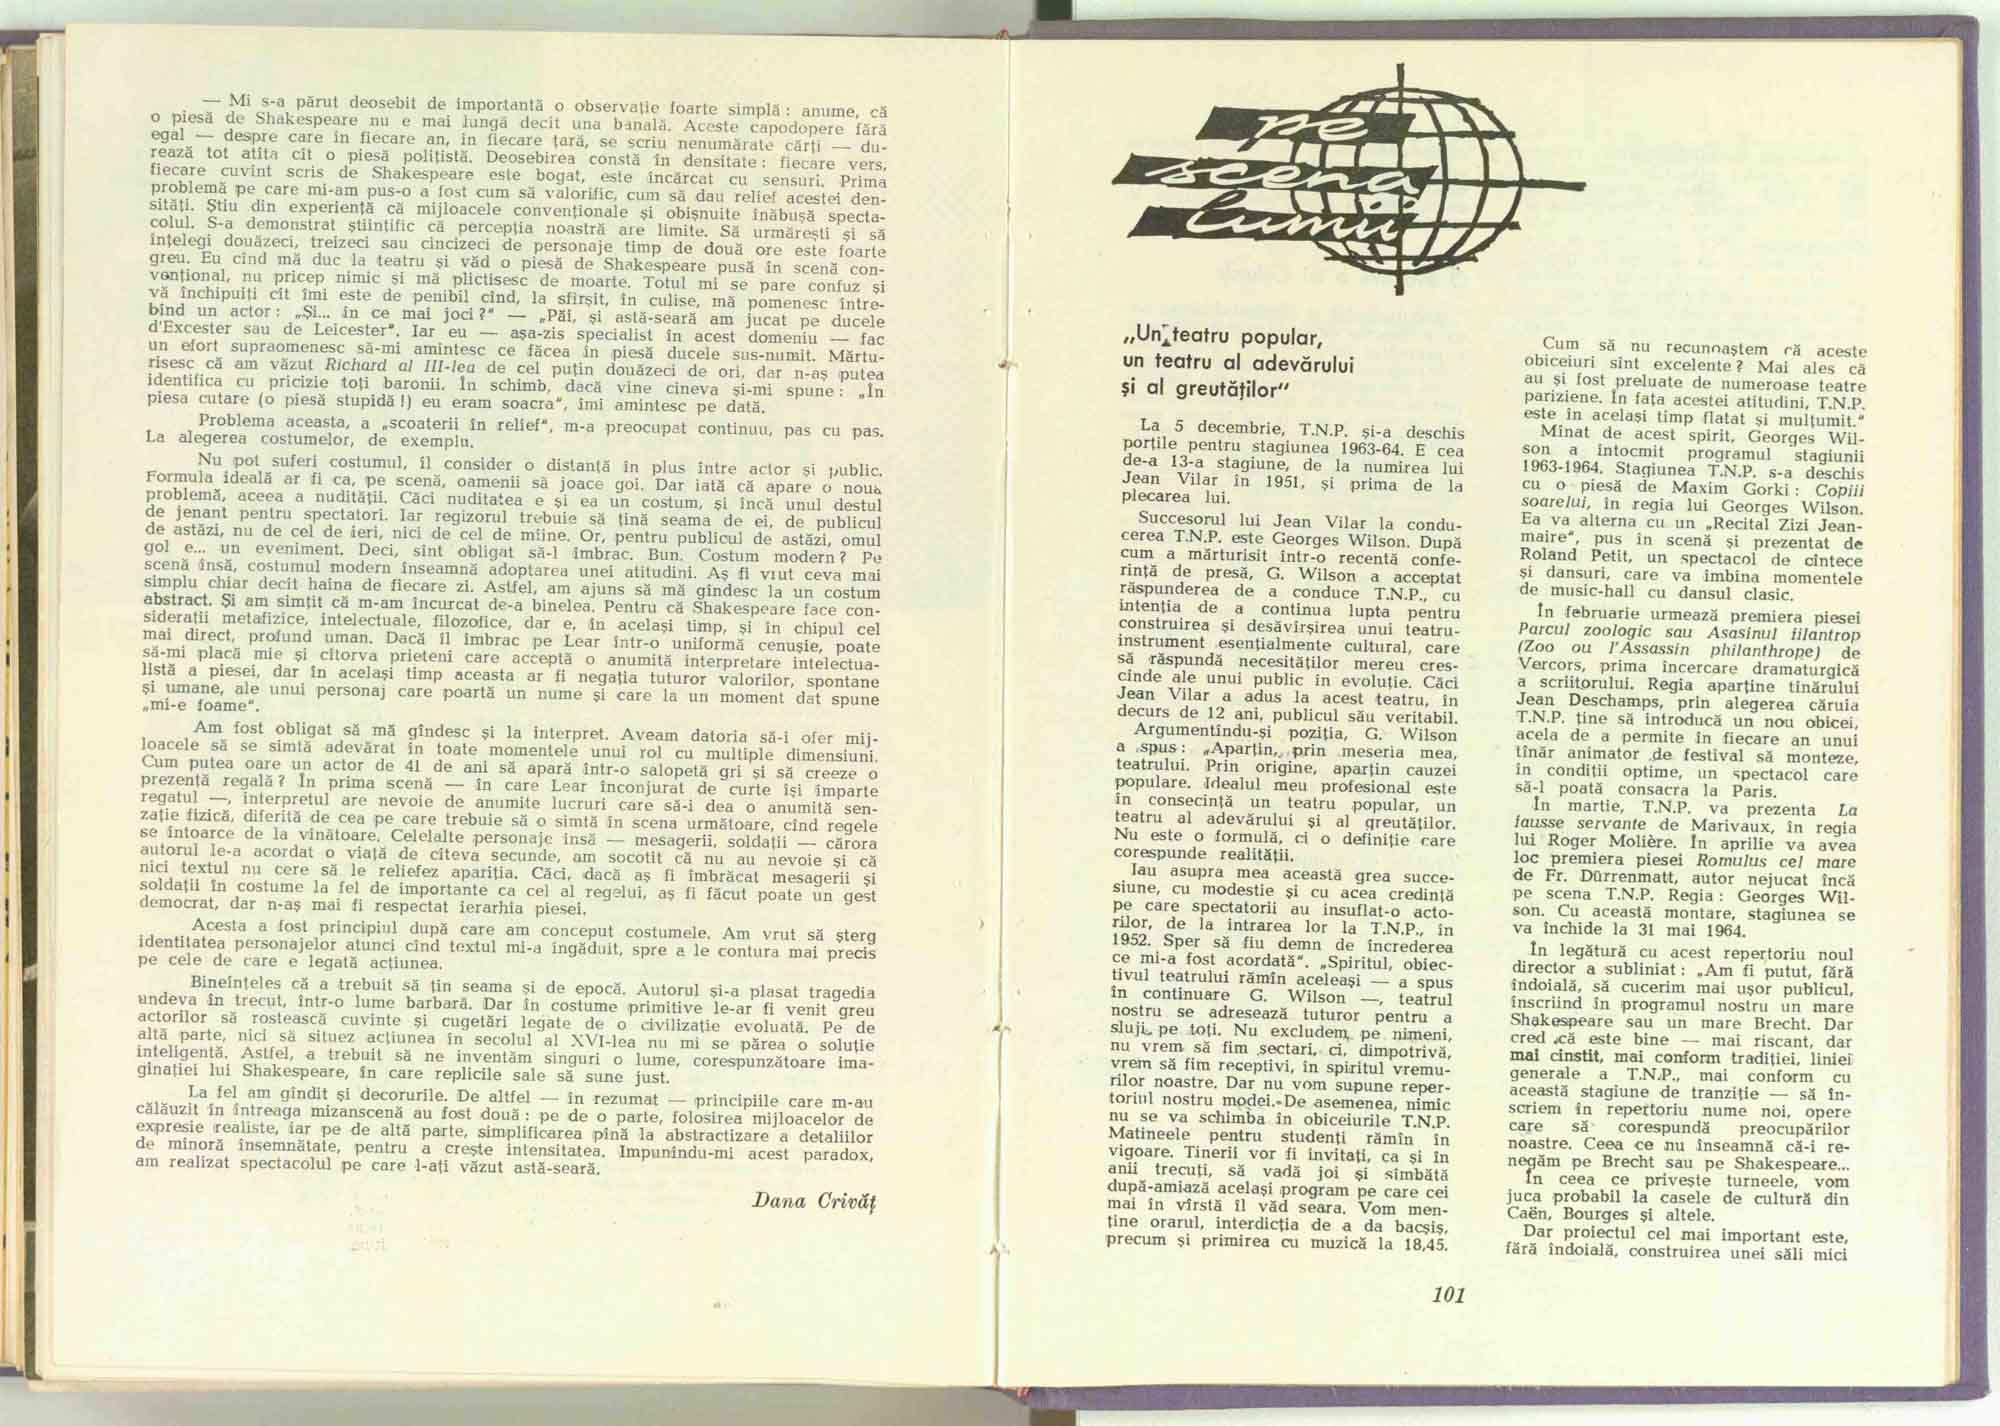 — Mi s-a părut deosebit de importantă o observație foarte simplă : anume, că
o piesă de Shakespeare nu e mai lungă decît una banală. Aceste capodopere fără
egal — despre care în fiecare an, în fiecare țară, se scriu nenumărate cărți — du-
rează tot atîta cît o piesă polițistă. Deosebirea constă în densitate : fiecare vers,
fiecare cuvînt scris de Shakespeare este bogat, este încărcat cu sensuri. Prima
problemă pe care mi-am pus-o a fost cum să valorific, cum să dau relief acestei den-
sități. Știu din experiență că mijloacele convenționale și obișnuite înăbușă specta-
colul. S-a demonstrat științific că percepția noastră are limite. Să urmărești și să
înțelegi douăzeci, treizeci sau cincizeci de personaje timp de două ore este foarte
greu. Eu cînd mă duc la teatru și văd o piesă de Shakespeare pusă în scenă con-
vențional, nu pricep nimic și mă plictisesc de moarte. Totul mi se pare confuz și
vă închipuiți cît îmi este de penibil cînd, la sfîrșit, în culise, mă pomenesc între-
bînd un actor : „Și... în ce mai joci ?“ — „Păi, și astă-seară am jucat pe ducele
d'Excester sau de Leicester“. Iar eu — așa-zis specialist în acest domeniu — fac
un efort supraomenesc să-mi amintesc ce făcea în piesă ducele sus-numit. Mărtu-
risesc că am văzut Richard al III-lea de cel puțin douăzeci de ori, dar n-aș putea
identifica cu pricizie toți baronii. În schimb, dacă vine cineva și-mi spune : „În
piesa cutare (o piesă stupidă !) eu eram soacra“, îmi amintesc pe dată.
Problema aceasta, a „scoaterii în relief“, m-a preocupat continuu, pas cu pas.
La alegerea costumelor, de exemplu.
Nu pot suferi costumul, îl consider o distanță în plus între actor și public.
Formula ideală ar fi ca, pe scenă, oamenii să joace goi. Dar iată că apare o nouă
problemă, aceea a nudității. Căci nuditatea e și ea un costum, și încă unul destul
de jenant pentru spectatori. Iar regizorul trebuie să țină seama de ei, de publicul
de astăzi, nu de cel de ieri, nici de cel de mîine. Or, pentru publicul de astăzi, omul
gol e... un eveniment. Deci, sînt obligat să-l îmbrac. Bun. Costum modern ? Pe
scenă însă, costumul modern înseamnă adoptarea unei atitudini. Aș fi vrut ceva mai
simplu chiar decît haina de fiecare zi. Astfel, am ajuns să mă gîndesc la un costum
abstract. Și am simțit că m-am încurcat de-a binelea. Pentru că Shakespeare face con-
siderații metafizice, intelectuale, filozofice, dar e, în același timp, și în chipul cel
mai direct, profund uman. Dacă îl îmbrac pe Lear într-o uniformă cenușie, poate
să-mi placă mie și cîtorva prieteni care acceptă o anumită interpretare intelectua-
listă a piesei, dar în același timp aceasta ar fi negația tuturor valorilor, spontane
și umane, ale unui personaj care poartă un nume și care la un moment dat spune
„mi-e foame“.
Am fost obligat să mă gîndesc și la interpret. Aveam datoria să-i ofer mij-
loacele să se simtă adevărat în toate momentele unui rol cu multiple dimensiuni.
Cum putea oare un actor de 41 de ani să apară într-o salopetă gri și să creeze o
prezență regală ? În prima scenă — în care Lear înconjurat de curte își împarte
regatul —, interpretul are nevoie de anumite lucruri care să-i dea o anumită sen-
zație fizică, diferită de cea pe care trebuie să o simtă în scena următoare, cînd regele
se întoarce de la vînătoare. Celelalte personaje însă — mesagerii, soldații — cărora
autorul le-a acordat o viață de cîteva secunde, am socotit că nu au nevoie și că
nici textul nu cere să le reliefez apariția. Căci, dacă aș fi îmbrăcat mesagerii și
soldații în costume la fel de importante ca cel al regelui, aș fi făcut poate un gest
democrat, dar n-aș mai fi respectat ierarhia piesei.
Acesta a fost principiul după care am conceput costumele. Am vrut să șterg
identitatea personajelor atunci cînd textul mi-a îngăduit, spre a le contura mai precis
pe cele de care e legată acțiunea.
Bineînțeles că a trebuit să țin seama și de epocă. Autorul și-a plasat tragedia
undeva în trecut, într-o lume barbară. Dar în costume primitive le-ar fi venit greu
actorilor să rostească cuvinte și cugetări legate de o civilizație evoluată. Pe de
altă parte, nici să situez acțiunea în secolul al XVI-lea nu mi se părea o soluție
inteligentă. Astfel, a trebuit să ne inventăm singuri o lume, corespunzătoare ima-
ginației lui Shakespeare, în care replicile sale să sune just.
La fel am gîndit și decorurile. De altfel — în rezumat — principiile care m-au
călăuzit în întreaga mizanscenă au fost două : pe de o parte, folosirea mijloacelor de
expresie realiste, iar pe de altă parte, simplificarea pînă la abstractizare a detaliilor
de minoră însemnătate, pentru a crește intensitatea. Impunîndu-mi acest paradox,
am realizat spectacolul pe care l-ați văzut astă-seară.
Dana Crivăț
pe
scena
lumii
„Un teatru popular,
un teatru al adevărului
și al greutăților“
La 5 decembrie, T.N.P. și-a deschis
porțile pentru stagiunea 1963-64. E cea
de-a 13-a stagiune, de la numirea lui
Jean Vilar în 1951, și prima de la
plecarea lui.
Succesorul lui Jean Vilar la condu-
cerea T.N.P. este Georges Wilson. După
cum a mărturisit într-o recentă confe-
rință de presă, G. Wilson a acceptat
răspunderea de a conduce T.N.P., cu
intenția de a continua lupta pentru
construirea și desăvîrșirea unui teatru-
instrument esențialmente cultural, care
să răspundă necesităților mereu cres-
cînde ale unui public în evoluție. Căci
Jean Vilar a adus la acest teatru, în
decurs de 12 ani, publicul său veritabil.
Argumentîndu-și poziția, G. Wilson
a spus : „Aparțin, prin meseria mea,
teatrului. Prin origine, aparțin cauzei
populare. Idealul meu profesional este
în consecință un teatru popular, un
teatru al adevărului și al greutăților.
Nu este o formulă, ci o definiție care
corespunde realității.
Iau asupra mea această grea succe-
siune, cu modestie și cu acea credință
pe care spectatorii au insuflat-o acto-
rilor, de la intrarea lor la T.N.P., în
1952. Sper să fiu demn de încrederea
ce mi-a fost acordată“. „Spiritul, obiec-
tivul teatrului rămîn aceleași — a spus
în continuare G. Wilson —, teatrul
nostru se adresează tuturor pentru a
sluji pe toți. Nu excludem pe nimeni,
nu vrem să fim sectari, ci, dimpotrivă,
vrem să fim receptivi, în spiritul vremu-
rilor noastre. Dar nu vom supune reper-
toriul nostru modei. De asemenea, nimic
nu se va schimba în obiceiurile T.N.P.
Matineele pentru studenți rămîn în
vigoare. Tinerii vor fi invitați, ca și în
anii trecuți, să vadă joi și sîmbătă
după-amiază același program pe care cei
mai în vîrstă îl văd seara. Vom men-
ține orarul, interdicția de a da bacșiș,
precum și primirea cu muzică la 18,45.
Cum să nu recunoaștem că aceste
obiceiuri sînt excelente ? Mai ales că
au și fost preluate de numeroase teatre
pariziene. În fața acestei atitudini, T.N.P.
este în același timp flatat și mulțumit.“
Mînat de acest spirit, Georges Wil-
son a întocmit programul stagiunii
1963-1964. Stagiunea T.N.P. s-a deschis
cu o piesă de Maxim Gorki : Copiii
soarelui, în regia lui Georges Wilson.
Ea va alterna cu un „Recital Zizi Jean-
maire“, pus în scenă și prezentat de
Roland Petit, un spectacol de cîntece
și dansuri, care va îmbina momentele
de music-hall cu dansul clasic.
În februarie urmează premiera piesei
Parcul zoologic sau Asasinul filantrop
(Zoo ou l'Assassin philanthrope) de
Vercors, prima încercare dramaturgică
a scriitorului. Regia aparține tînărului
Jean Deschamps, prin alegerea căruia
T.N.P. ține să introducă un nou obicei,
acela de a permite în fiecare an unui
tînăr animator de festival să monteze,
în condiții optime, un spectacol care
să-l poată consacra la Paris.
În martie, T.N.P. va prezenta La
fausse servante de Marivaux, în regia
lui Roger Molière. În aprilie va avea
loc premiera piesei Romulus cel mare
de Fr. Dürrenmatt, autor nejucat încă
pe scena T.N.P. Regia : Georges Wil-
son. Cu această montare, stagiunea se
va închide la 31 mai 1964.
În legătură cu acest repertoriu noul
director a subliniat : „Am fi putut, fără
îndoială, să cucerim mai ușor publicul,
înscriind în programul nostru un mare
Shakespeare sau un mare Brecht. Dar
cred că este bine — mai riscant, dar
mai cinstit, mai conform tradiției, liniei
generale a T.N.P., mai conform cu
această stagiune de tranziție — să în-
scriem în repertoriu nume noi, opere
care să corespundă preocupărilor
noastre. Ceea ce nu înseamnă că-i re-
negăm pe Brecht sau pe Shakespeare...
În ceea ce privește turneele, vom
juca probabil la casele de cultură din
Caën, Bourges și altele.
Dar proiectul cel mai important este,
fără îndoială, construirea unei săli mici
101